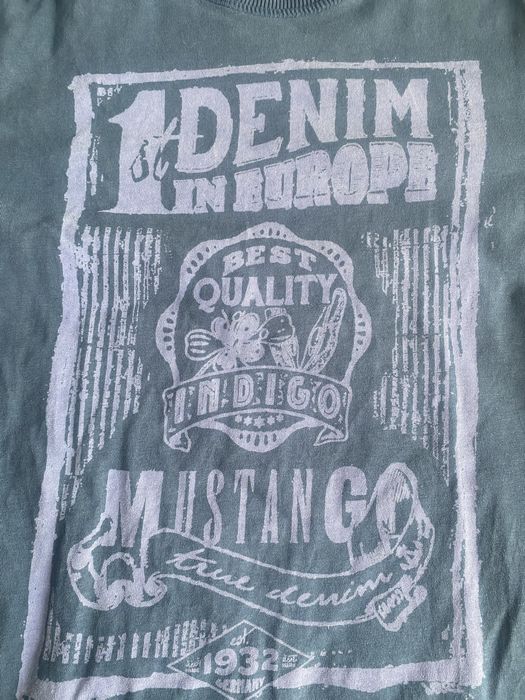 1st DENIM
IN EUROPE
BEST
QUALITY
INDIGO
MUSTANG
true denim
est.
1932
GERMANY